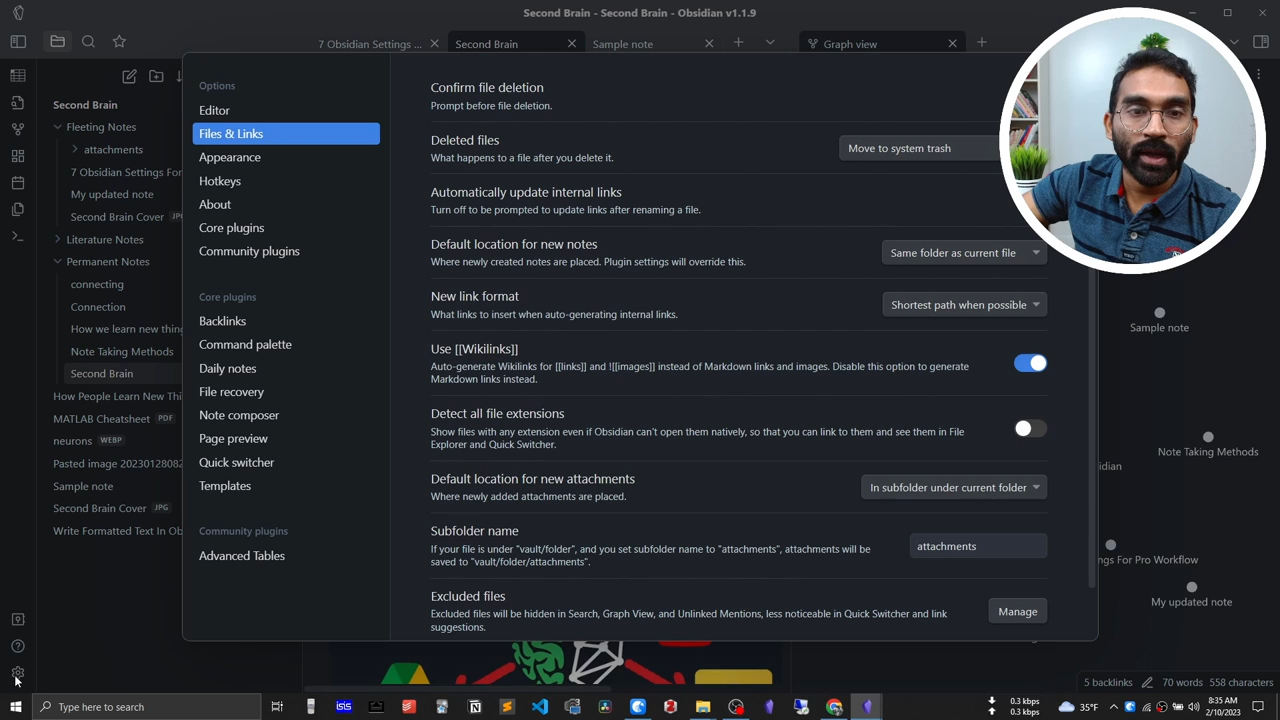 Second Brain - Second Brain - Obsidian v1.1.9
7 Obsidian Settings ...
Second Brain
Sample note
Graph view
Second Brain
Fleeting Notes
attachments
7 Obsidian Settings For
My updated note
Second Brain Cover JPG
Literature Notes
Permanent Notes
connecting
Connection
How we learn new thing
Note Taking Methods
Second Brain
How People Learn New Thi
MATLAB Cheatsheet PDF
neurons WEBP
Pasted image 2023012808
Sample note
Second Brain Cover JPG
Write Formatted Text In Ob
Options
Editor
Files & Links
Appearance
Hotkeys
About
Core plugins
Community plugins
Core plugins
Backlinks
Command palette
Daily notes
File recovery
Note composer
Page preview
Quick switcher
Templates
Community plugins
Advanced Tables
Confirm file deletion
Prompt before file deletion.
Deleted files
What happens to a file after you delete it.
Move to system trash
Automatically update internal links
Turn off to be prompted to update links after renaming a file.
Default location for new notes
Where newly created notes are placed. Plugin settings will override this.
Same folder as current file
New link format
What links to insert when auto-generating internal links.
Shortest path when possible
Use [[Wikilinks]]
Auto-generate Wikilinks for [[links]] and ![[images]] instead of Markdown links and images. Disable this option to generate
Markdown links instead.
Detect all file extensions
Show files with any extension even if Obsidian can't open them natively, so that you can link to them and see them in File
Explorer and Quick Switcher.
Default location for new attachments
Where newly added attachments are placed.
In subfolder under current folder
Subfolder name
If your file is under "vault/folder", and you set subfolder name to "attachments", attachments will be
saved to "vault/folder/attachments".
attachments
Excluded files
Excluded files will be hidden in Search, Graph View, and Unlinked Mentions, less noticeable in Quick Switcher and link
suggestions.
Manage
Sample note
Note Taking Methods
idian
ngs For Pro Workflow
My updated note
5 backlinks
70 words
558 characters
Type here to search
isis
0.3 kbps
0.3 kbps
35°F
8:35 AM
2/10/2023